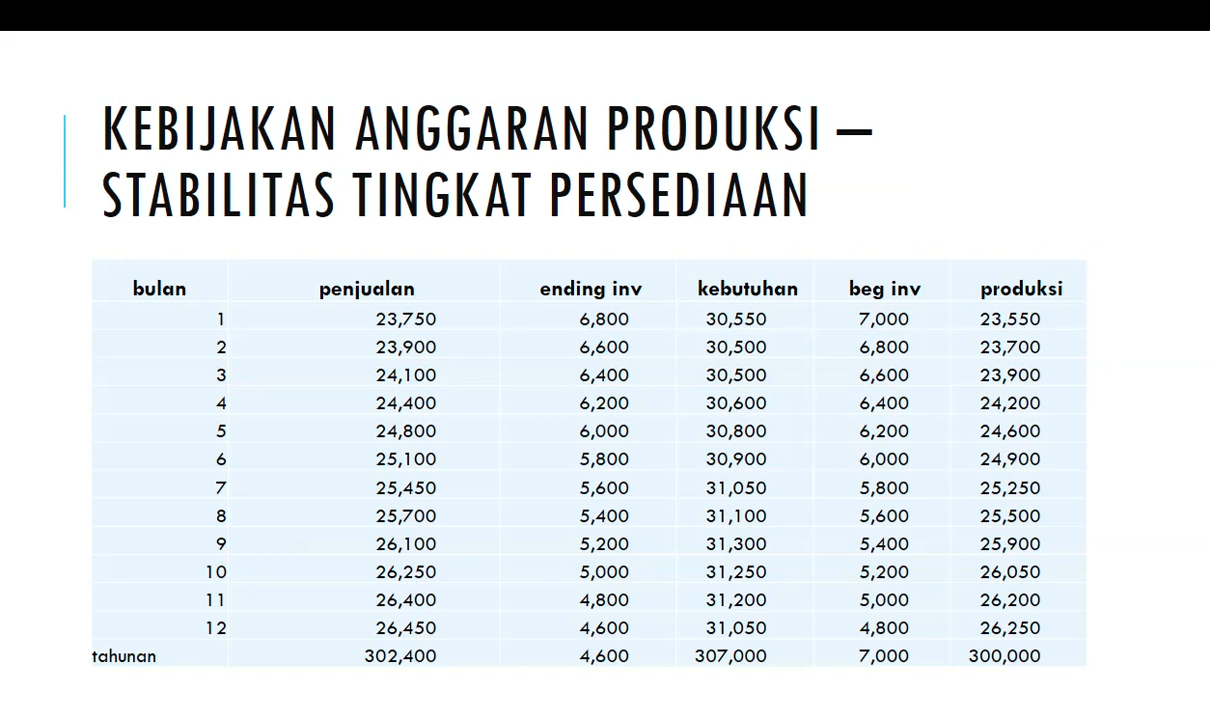 KEBIJAKAN ANGGARAN PRODUKSI –
STABILITAS TINGKAT PERSEDIAAN
bulan penjualan ending inv kebutuhan beg inv produksi
1 23,750 6,800 30,550 7,000 23,550
2 23,900 6,600 30,500 6,800 23,700
3 24,100 6,400 30,500 6,600 23,900
4 24,400 6,200 30,600 6,400 24,200
5 24,800 6,000 30,800 6,200 24,600
6 25,100 5,800 30,900 6,000 24,900
7 25,450 5,600 31,050 5,800 25,250
8 25,700 5,400 31,100 5,600 25,500
9 26,100 5,200 31,300 5,400 25,900
10 26,250 5,000 31,250 5,200 26,050
11 26,400 4,800 31,200 5,000 26,200
12 26,450 4,600 31,050 4,800 26,250
tahunan 302,400 4,600 307,000 7,000 300,000